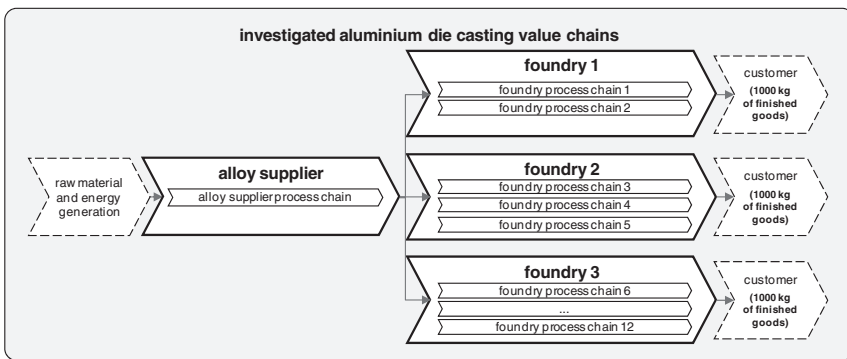 investigated aluminium die casting value chains
foundry 1
foundry process chain 1
foundry process chain 2
customer
(1000 kg
of finished
goods)
raw material
and energy
generation
alloy supplier
alloy supplier process chain
foundry 2
foundry process chain 3
foundry process chain 4
foundry process chain 5
customer
(1000 kg
of finished
goods)
foundry 3
foundry process chain 6
...
foundry process chain 12
customer
(1000 kg
of finished
goods)